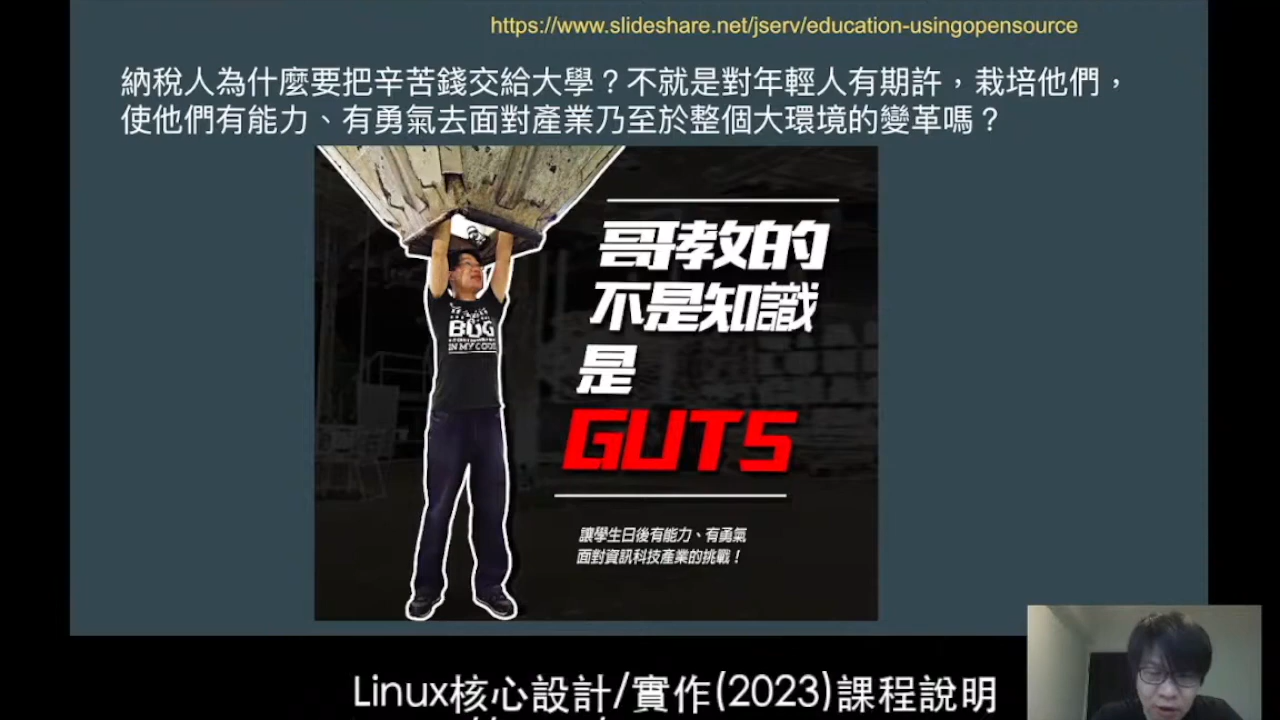 https://www.slideshare.net/jserv/education-usingopensource
納稅人為什麼要把辛苦錢交給大學？不就是對年輕人有期許，栽培他們，
使他們有能力、有勇氣去面對產業乃至於整個大環境的變革嗎？
哥教的
不是知識
是
GUTS
BUG
IN MY CODE
讓學生日後有能力、有勇氣
面對資訊科技產業的挑戰！
Linux核心設計/實作(2023)課程說明